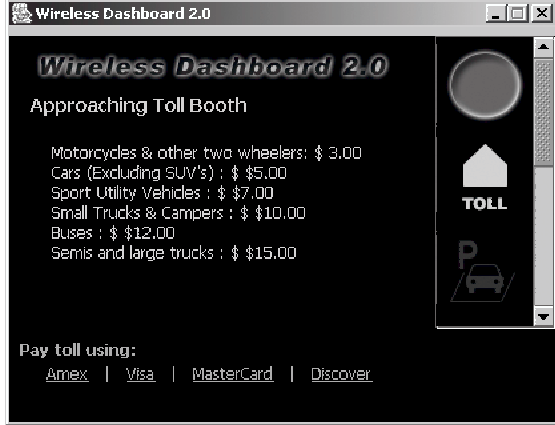 Wireless Dashboard 2.0
Wireless Dashboard 2.0
Approaching Toll Booth
Motorcycles & other two wheelers: $ 3.00
Cars (Excluding SUV's) : $ $5.00
Sport Utility Vehicles : $ $7.00
Small Trucks & Campers : $ $10.00
Buses : $ $12.00
Semis and large trucks : $ $15.00
TOLL
P
Pay toll using:
Amex | Visa | MasterCard | Discover